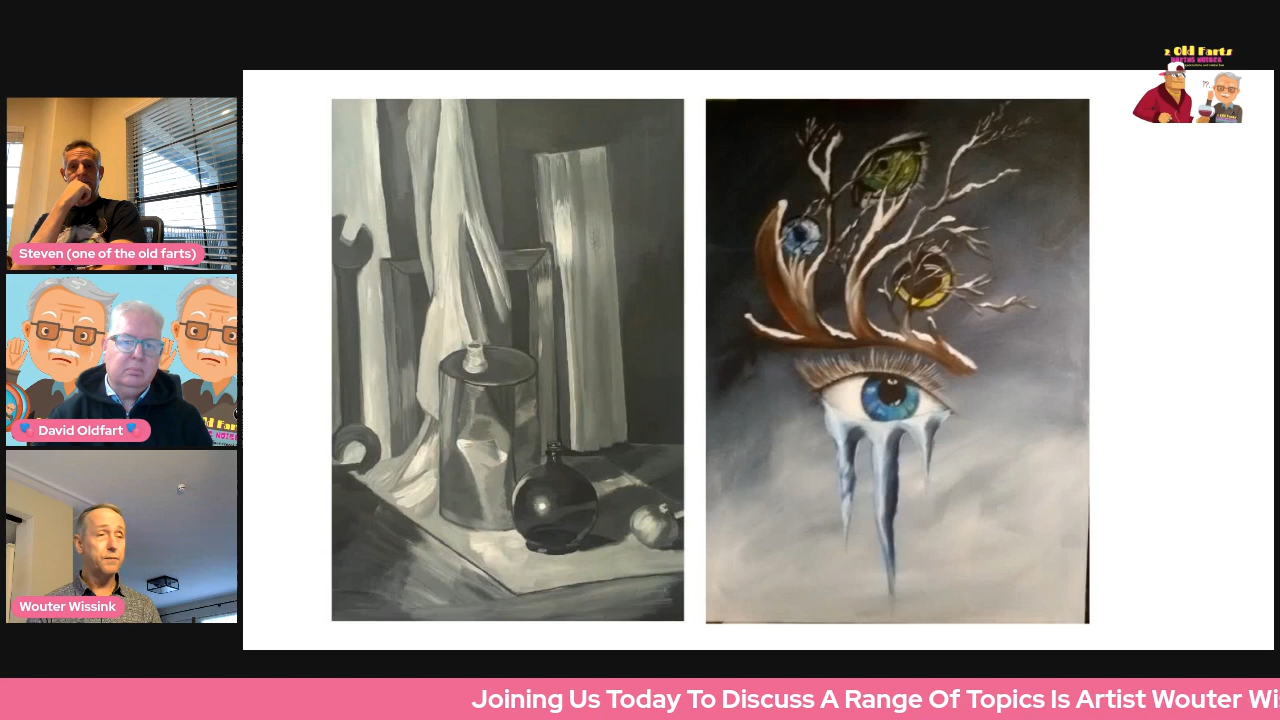 2 Old Farts
Steven (one of the old farts)
David Oldfart
Wouter Wissink
Joining Us Today To Discuss A Range Of Topics Is Artist Wouter Wi